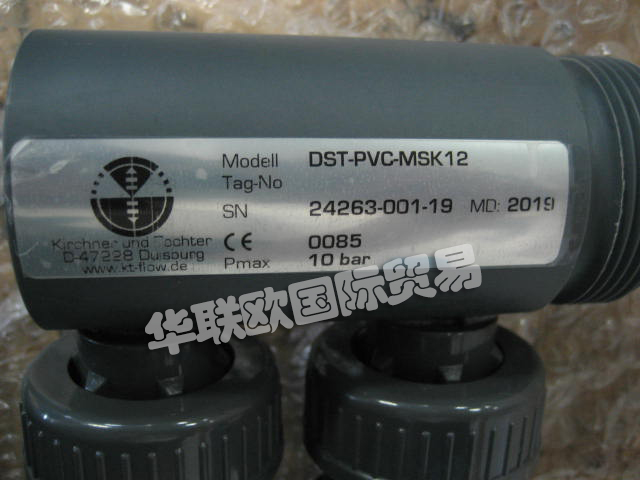 Modell DST-PVC-MSK12
Tag-No
SN 24263-001-19 MD: 2019
Kirchner und Tochter
D-47228 Duisburg
www.kt-flow.de
CE 0085
Pmax 10 bar
华联欧国际贸易